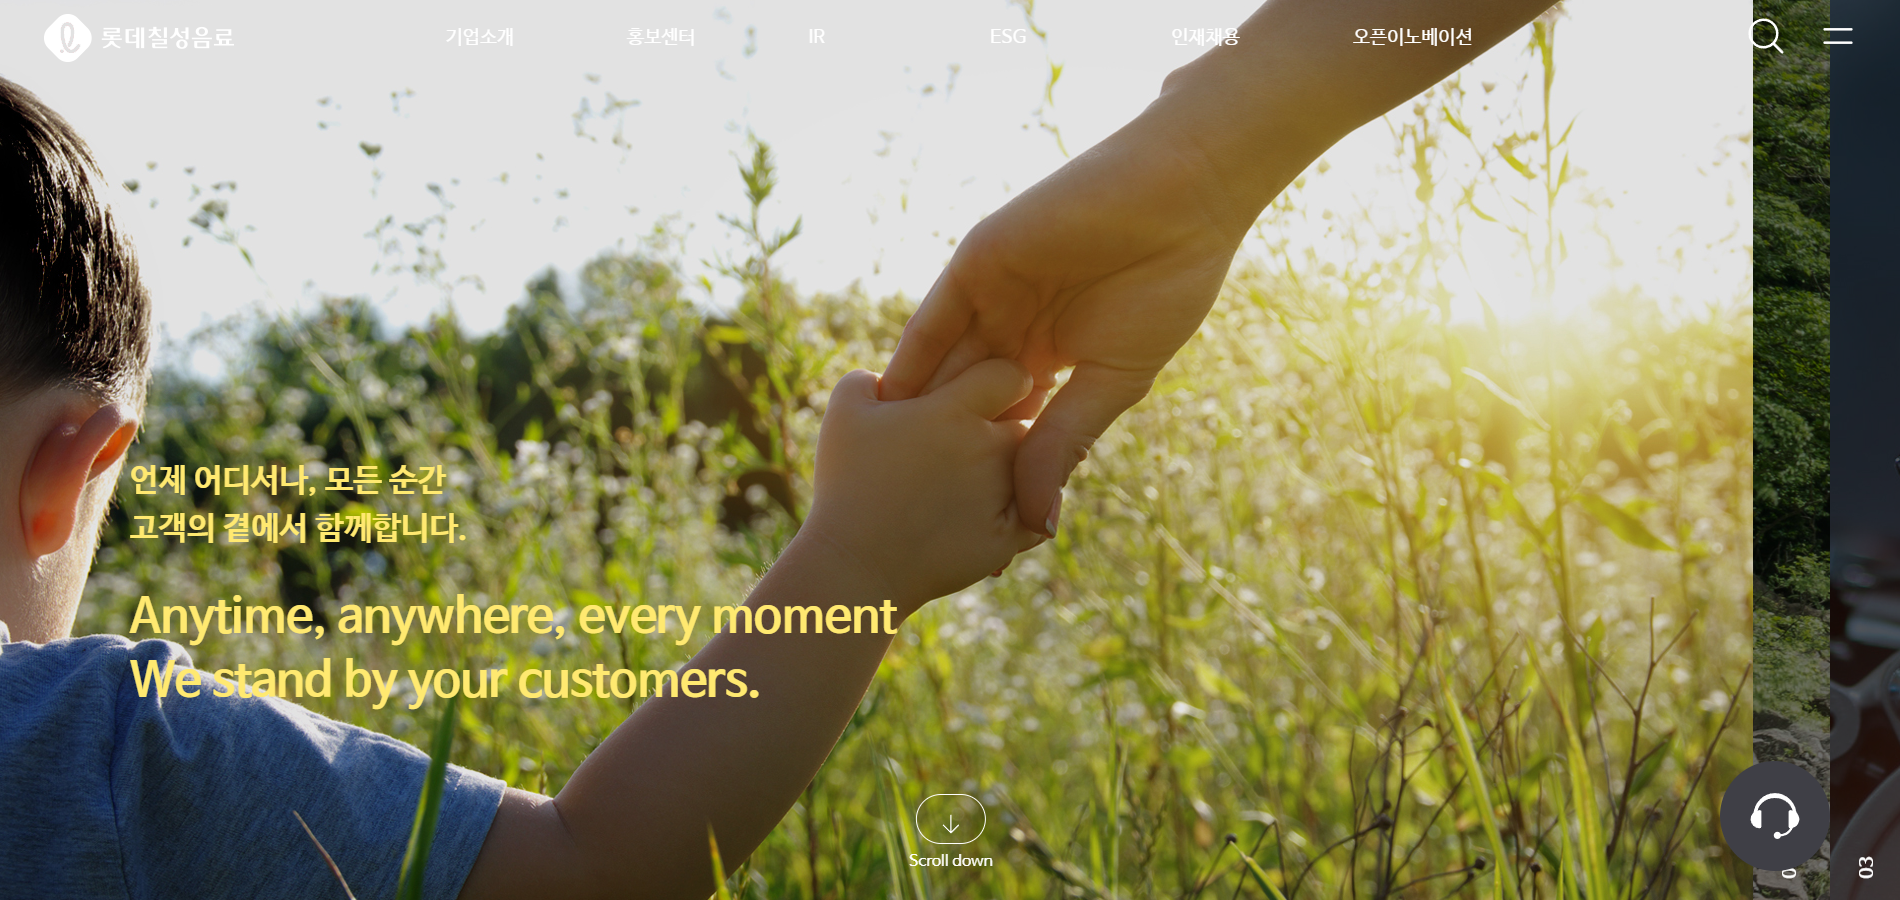 롯데칠성음료
기업소개 홍보센터 IR ESG 인재채용 오픈이노베이션
언제 어디서나, 모든 순간
고객의 곁에서 함께합니다.
Anytime, anywhere, every moment
We stand by your customers.
Scroll down
03